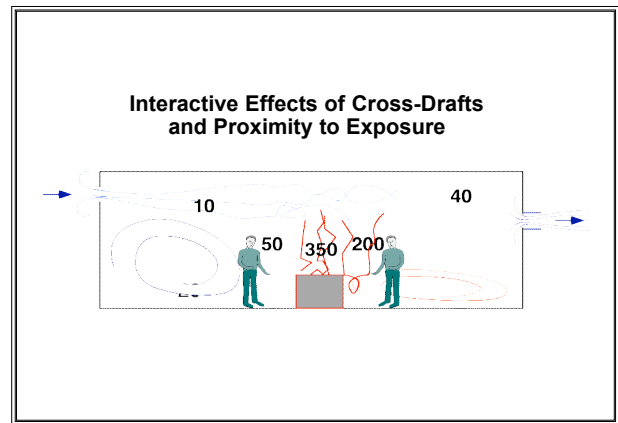 Interactive Effects of Cross-Drafts
and Proximity to Exposure
10
40
50
350
200